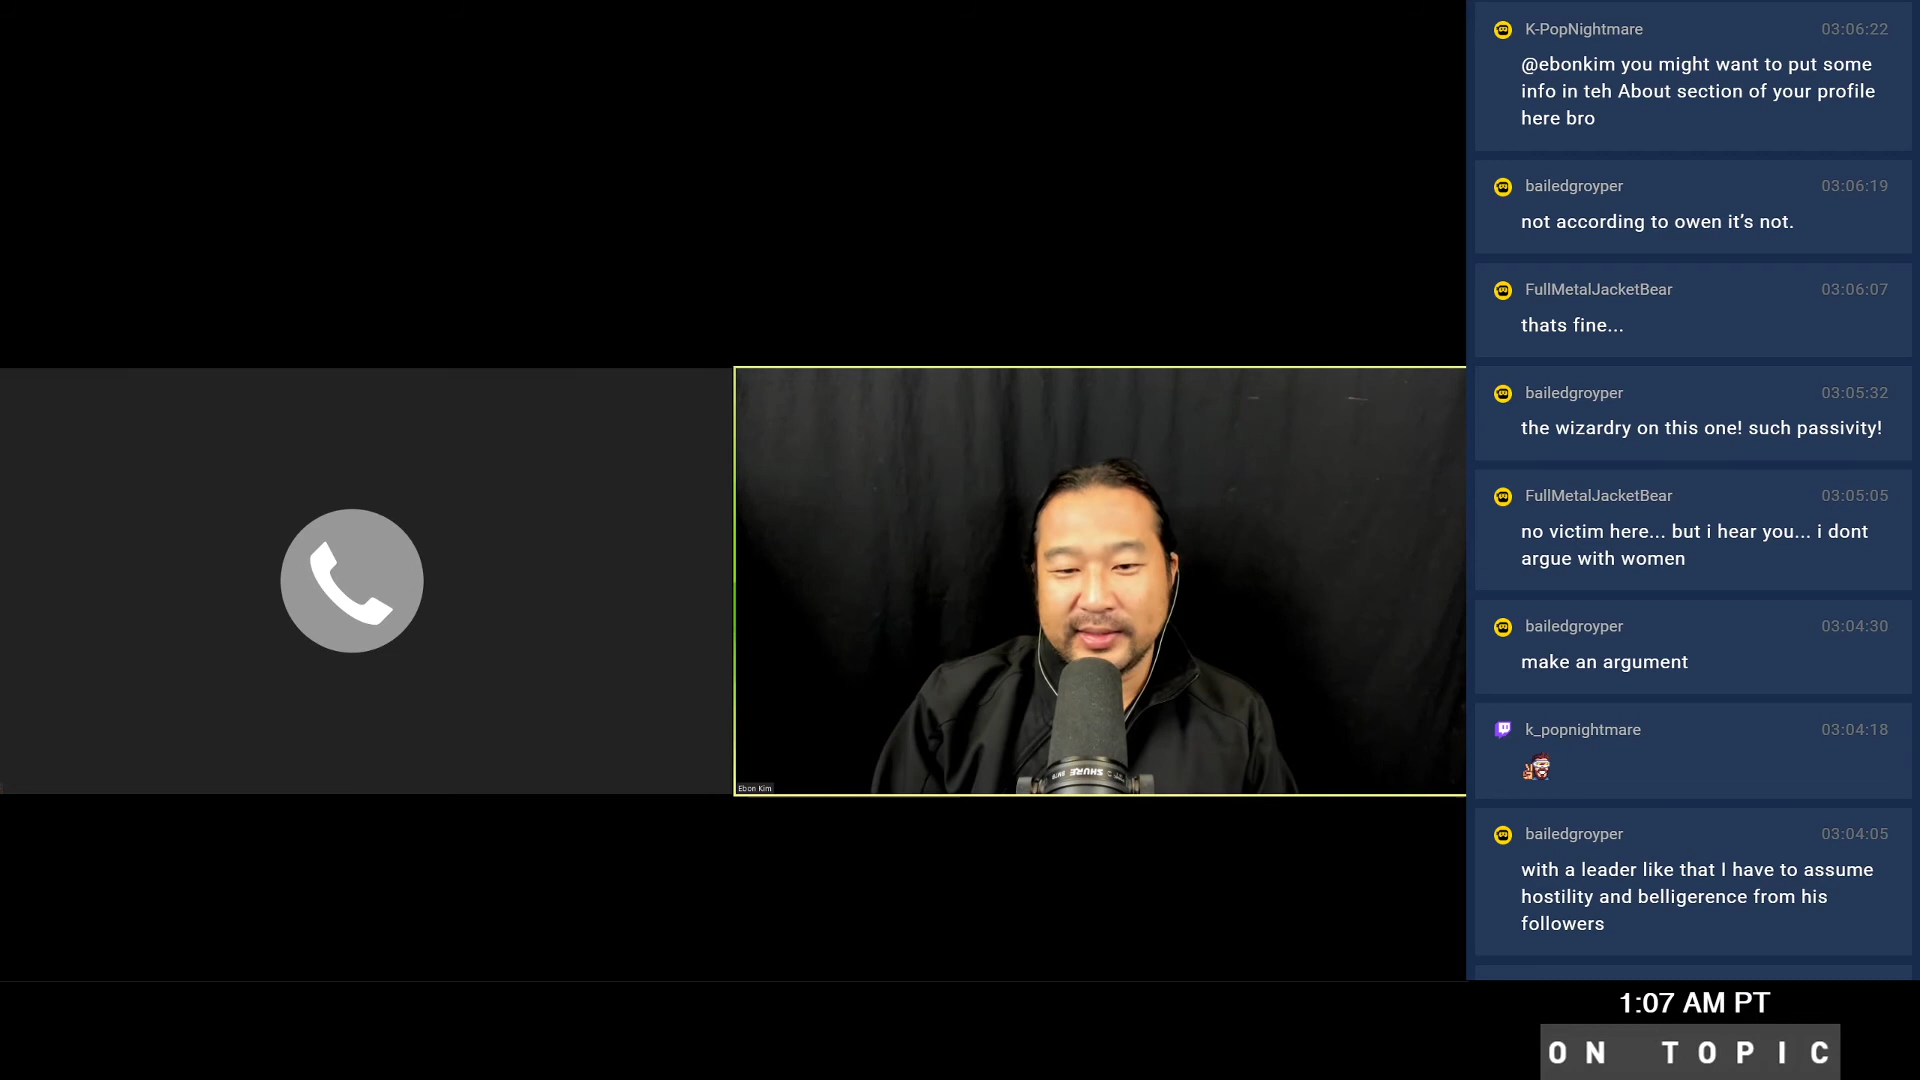 K-PopNightmare 03:06:22
@ebonkim you might want to put some
info in teh About section of your profile
here bro
bailedgroyper 03:06:19
not according to owen it’s not.
FullMetalJacketBear 03:06:07
thats fine...
bailedgroyper 03:05:32
the wizardry on this one! such passivity!
FullMetalJacketBear 03:05:05
no victim here... but i hear you... i dont
argue with women
bailedgroyper 03:04:30
make an argument
k_popnightmare 03:04:18
bailedgroyper 03:04:05
with a leader like that I have to assume
hostility and belligerence from his
followers
Ebon Kim
SHURE
1:07 AM PT
ON TOPIC